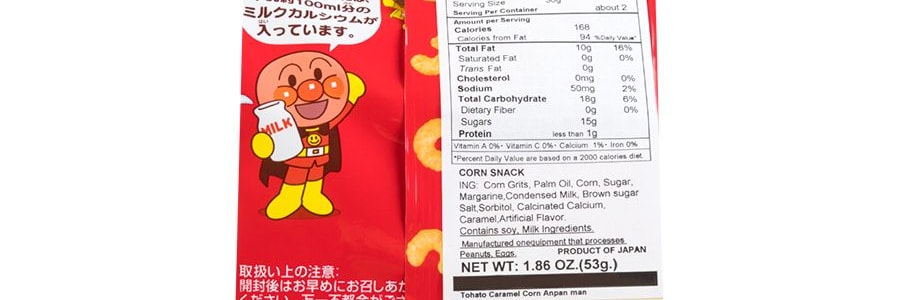 ミルクカルシウムが
入っています。
MILK
取扱い上の注意:
開封後はお早めにお召しあ
Serving Size
Serving Per Container about 2
Amount per Serving
Calories 168
Calories from Fat 94 %Daily Value*
Total Fat 10g 16%
Saturated Fat 0g 0%
Trans Fat 0g
Cholesterol 0mg 0%
Sodium 50mg 2%
Total Carbohydrate 18g 6%
Dietary Fiber 0g 0%
Sugars 15g
Protein less than 1g
Vitamin A 0%· Vitamin C 0%· Calcium 1%· Iron 0%
*Percent Daily Value are based on a 2000 calories diet.
CORN SNACK
ING: Corn Grits, Palm Oil, Corn, Sugar,
Margarine,Condensed Milk, Brown sugar
Salt,Sorbitol, Calcinated Calcium,
Caramel,Artificial Flavor.
Contains soy, Milk Ingredients.
Manufactured onequipment that processes
Peanuts, Eggs. PRODUCT OF JAPAN
NET WT: 1.86 OZ.(53g.)
Tohato Caramel Corn Anpan man